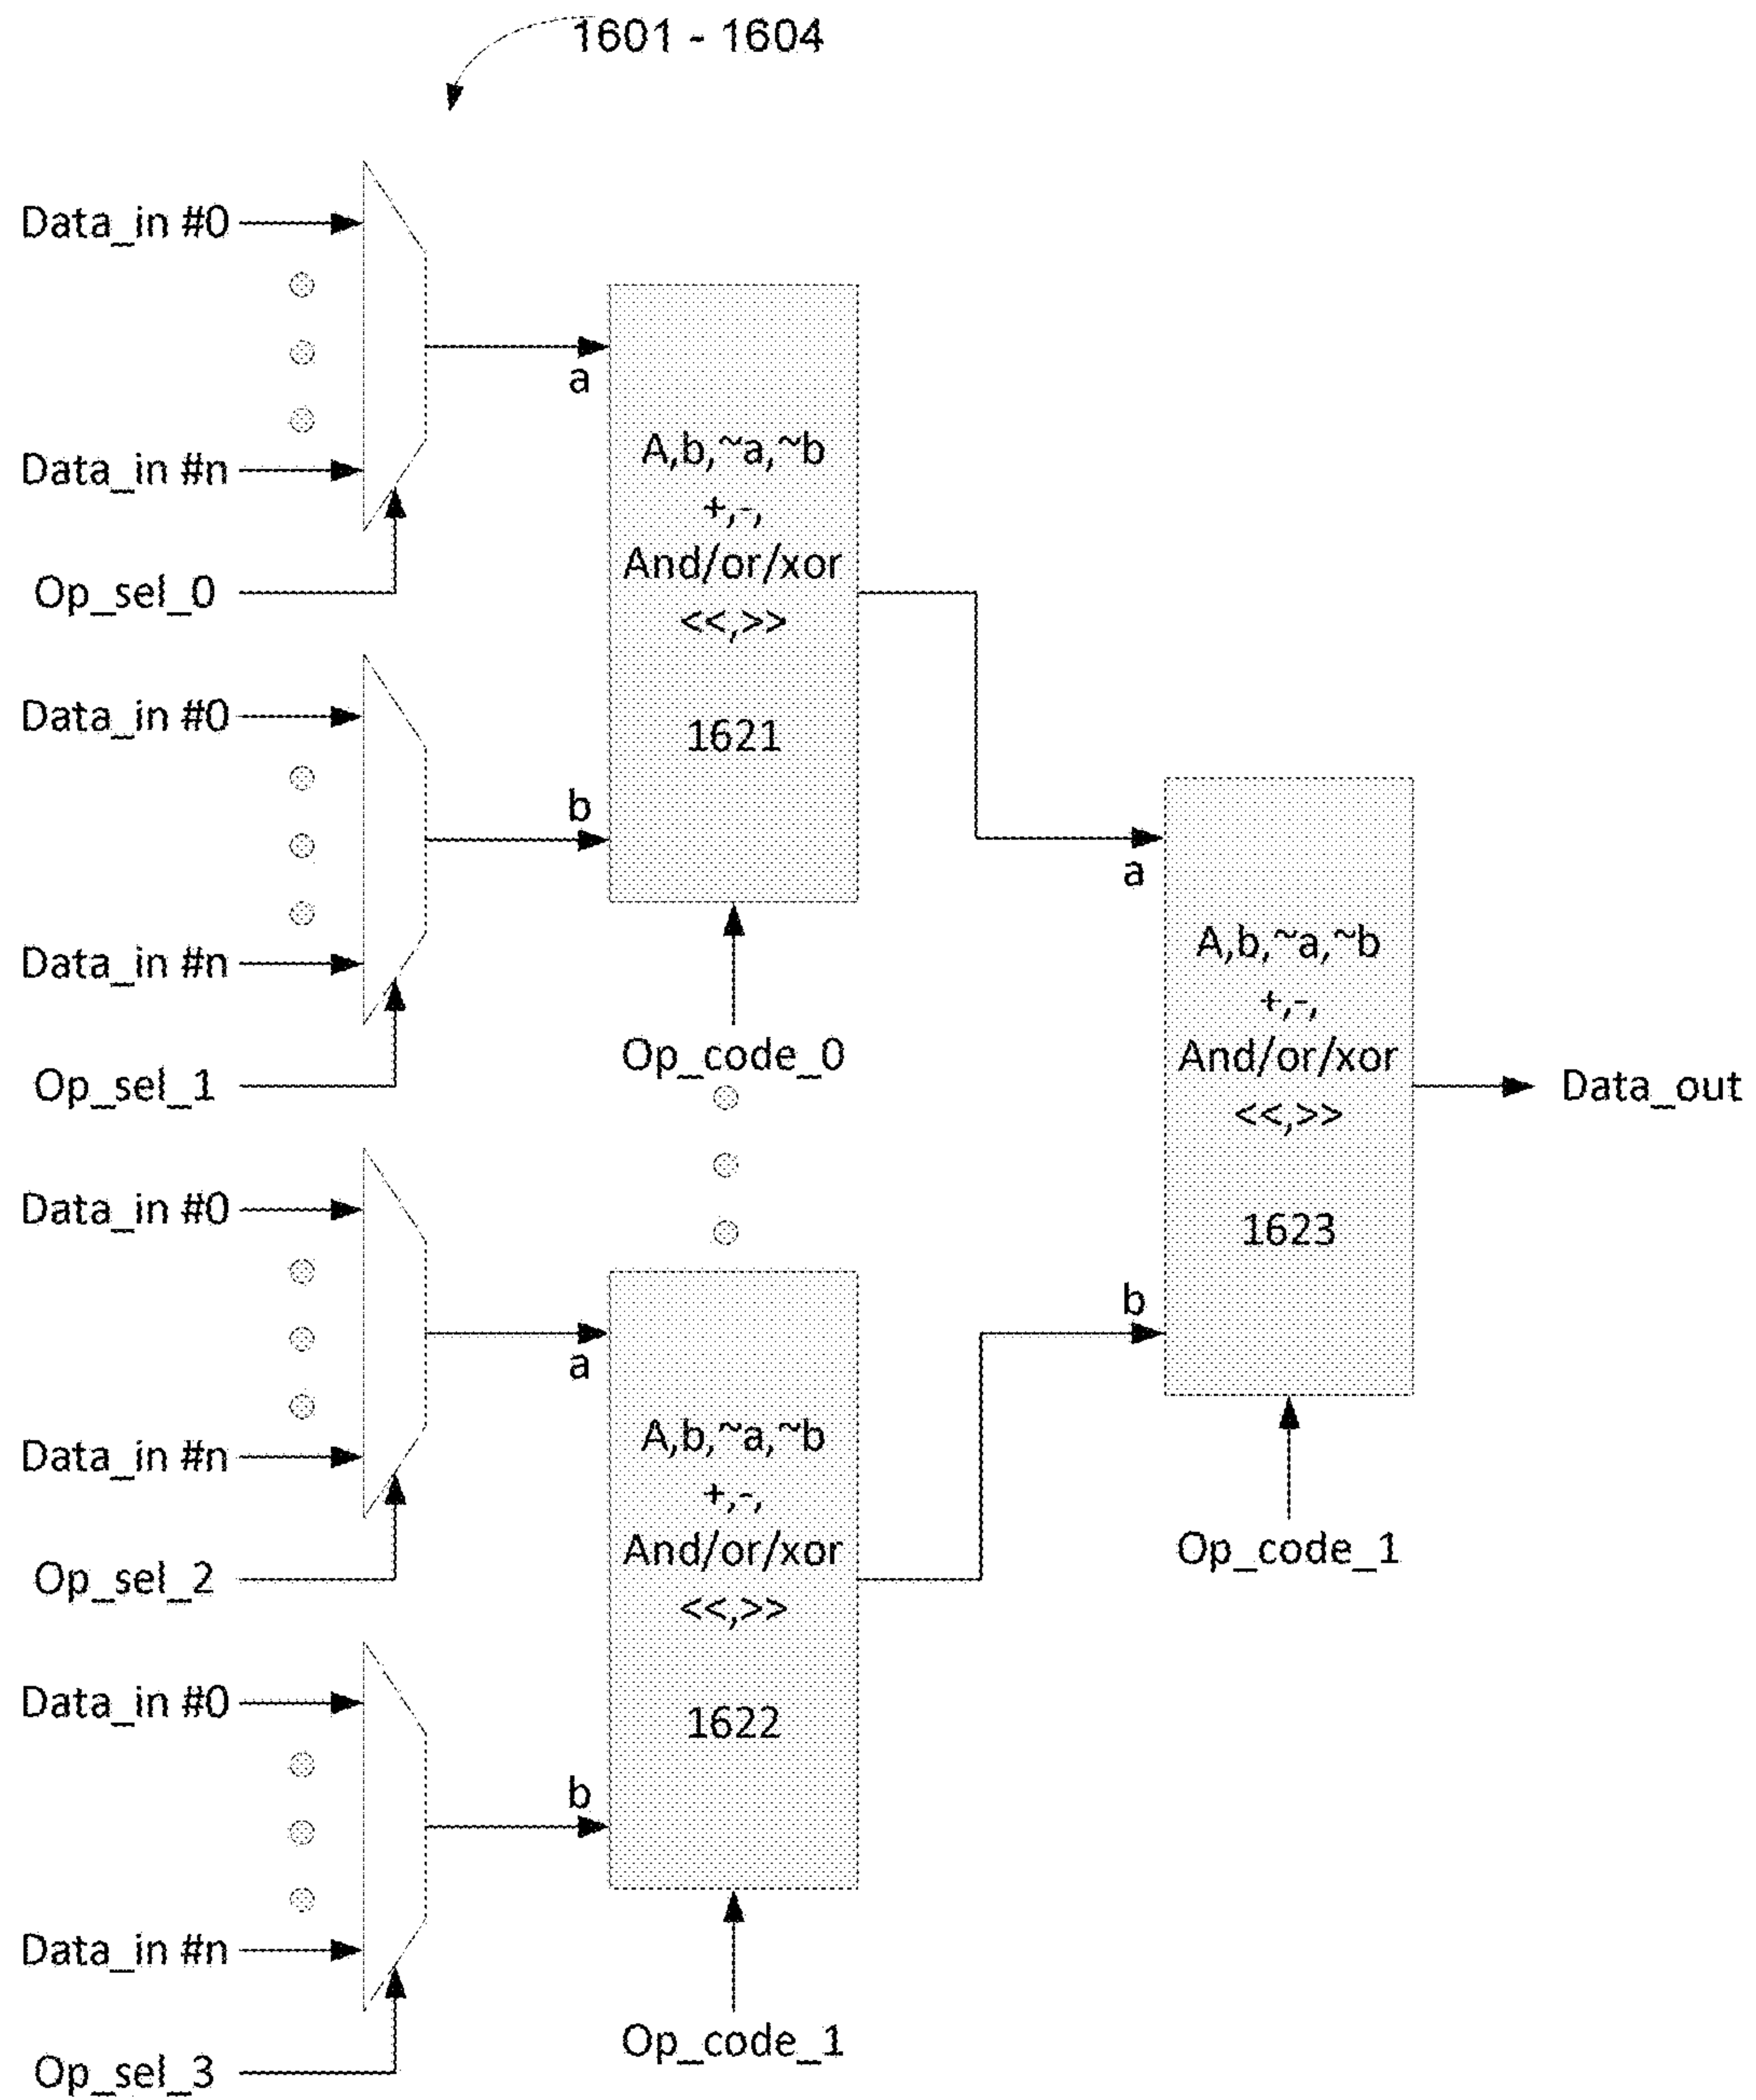 1601 - 1604
Data_in #0
Data_in #n
Op_sel_0
a
A,b,~a,~b
+,-,
And/or/xor
<<,>>
1621
Data_in #0
b
Data_in #n
Op_sel_1
Op_code_0
a
A,b,~a,~b
+,-,
And/or/xor
<<,>>
1623
Data_out
b
Op_code_1
Data_in #0
a
Data_in #n
Op_sel_2
A,b,~a,~b
+,-,
And/or/xor
<<,>>
1622
Data_in #0
b
Data_in #n
Op_sel_3
Op_code_1